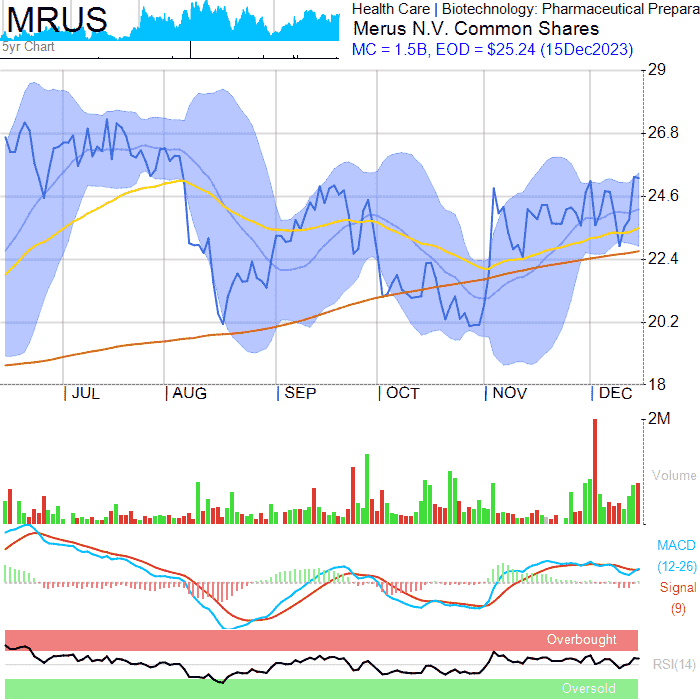 MRUS
5yr Chart
Health Care | Biotechnology: Pharmaceutical Prepara
Merus N.V. Common Shares
MC = 1.5B, EOD = $25.24 (15Dec2023)
29
26.8
24.6
22.4
20.2
18
| JUL | AUG | SEP | OCT | NOV | DEC
2M
Volume
MACD
(12-26)
Signal
(9)
Overbought
RSI(14)
Oversold